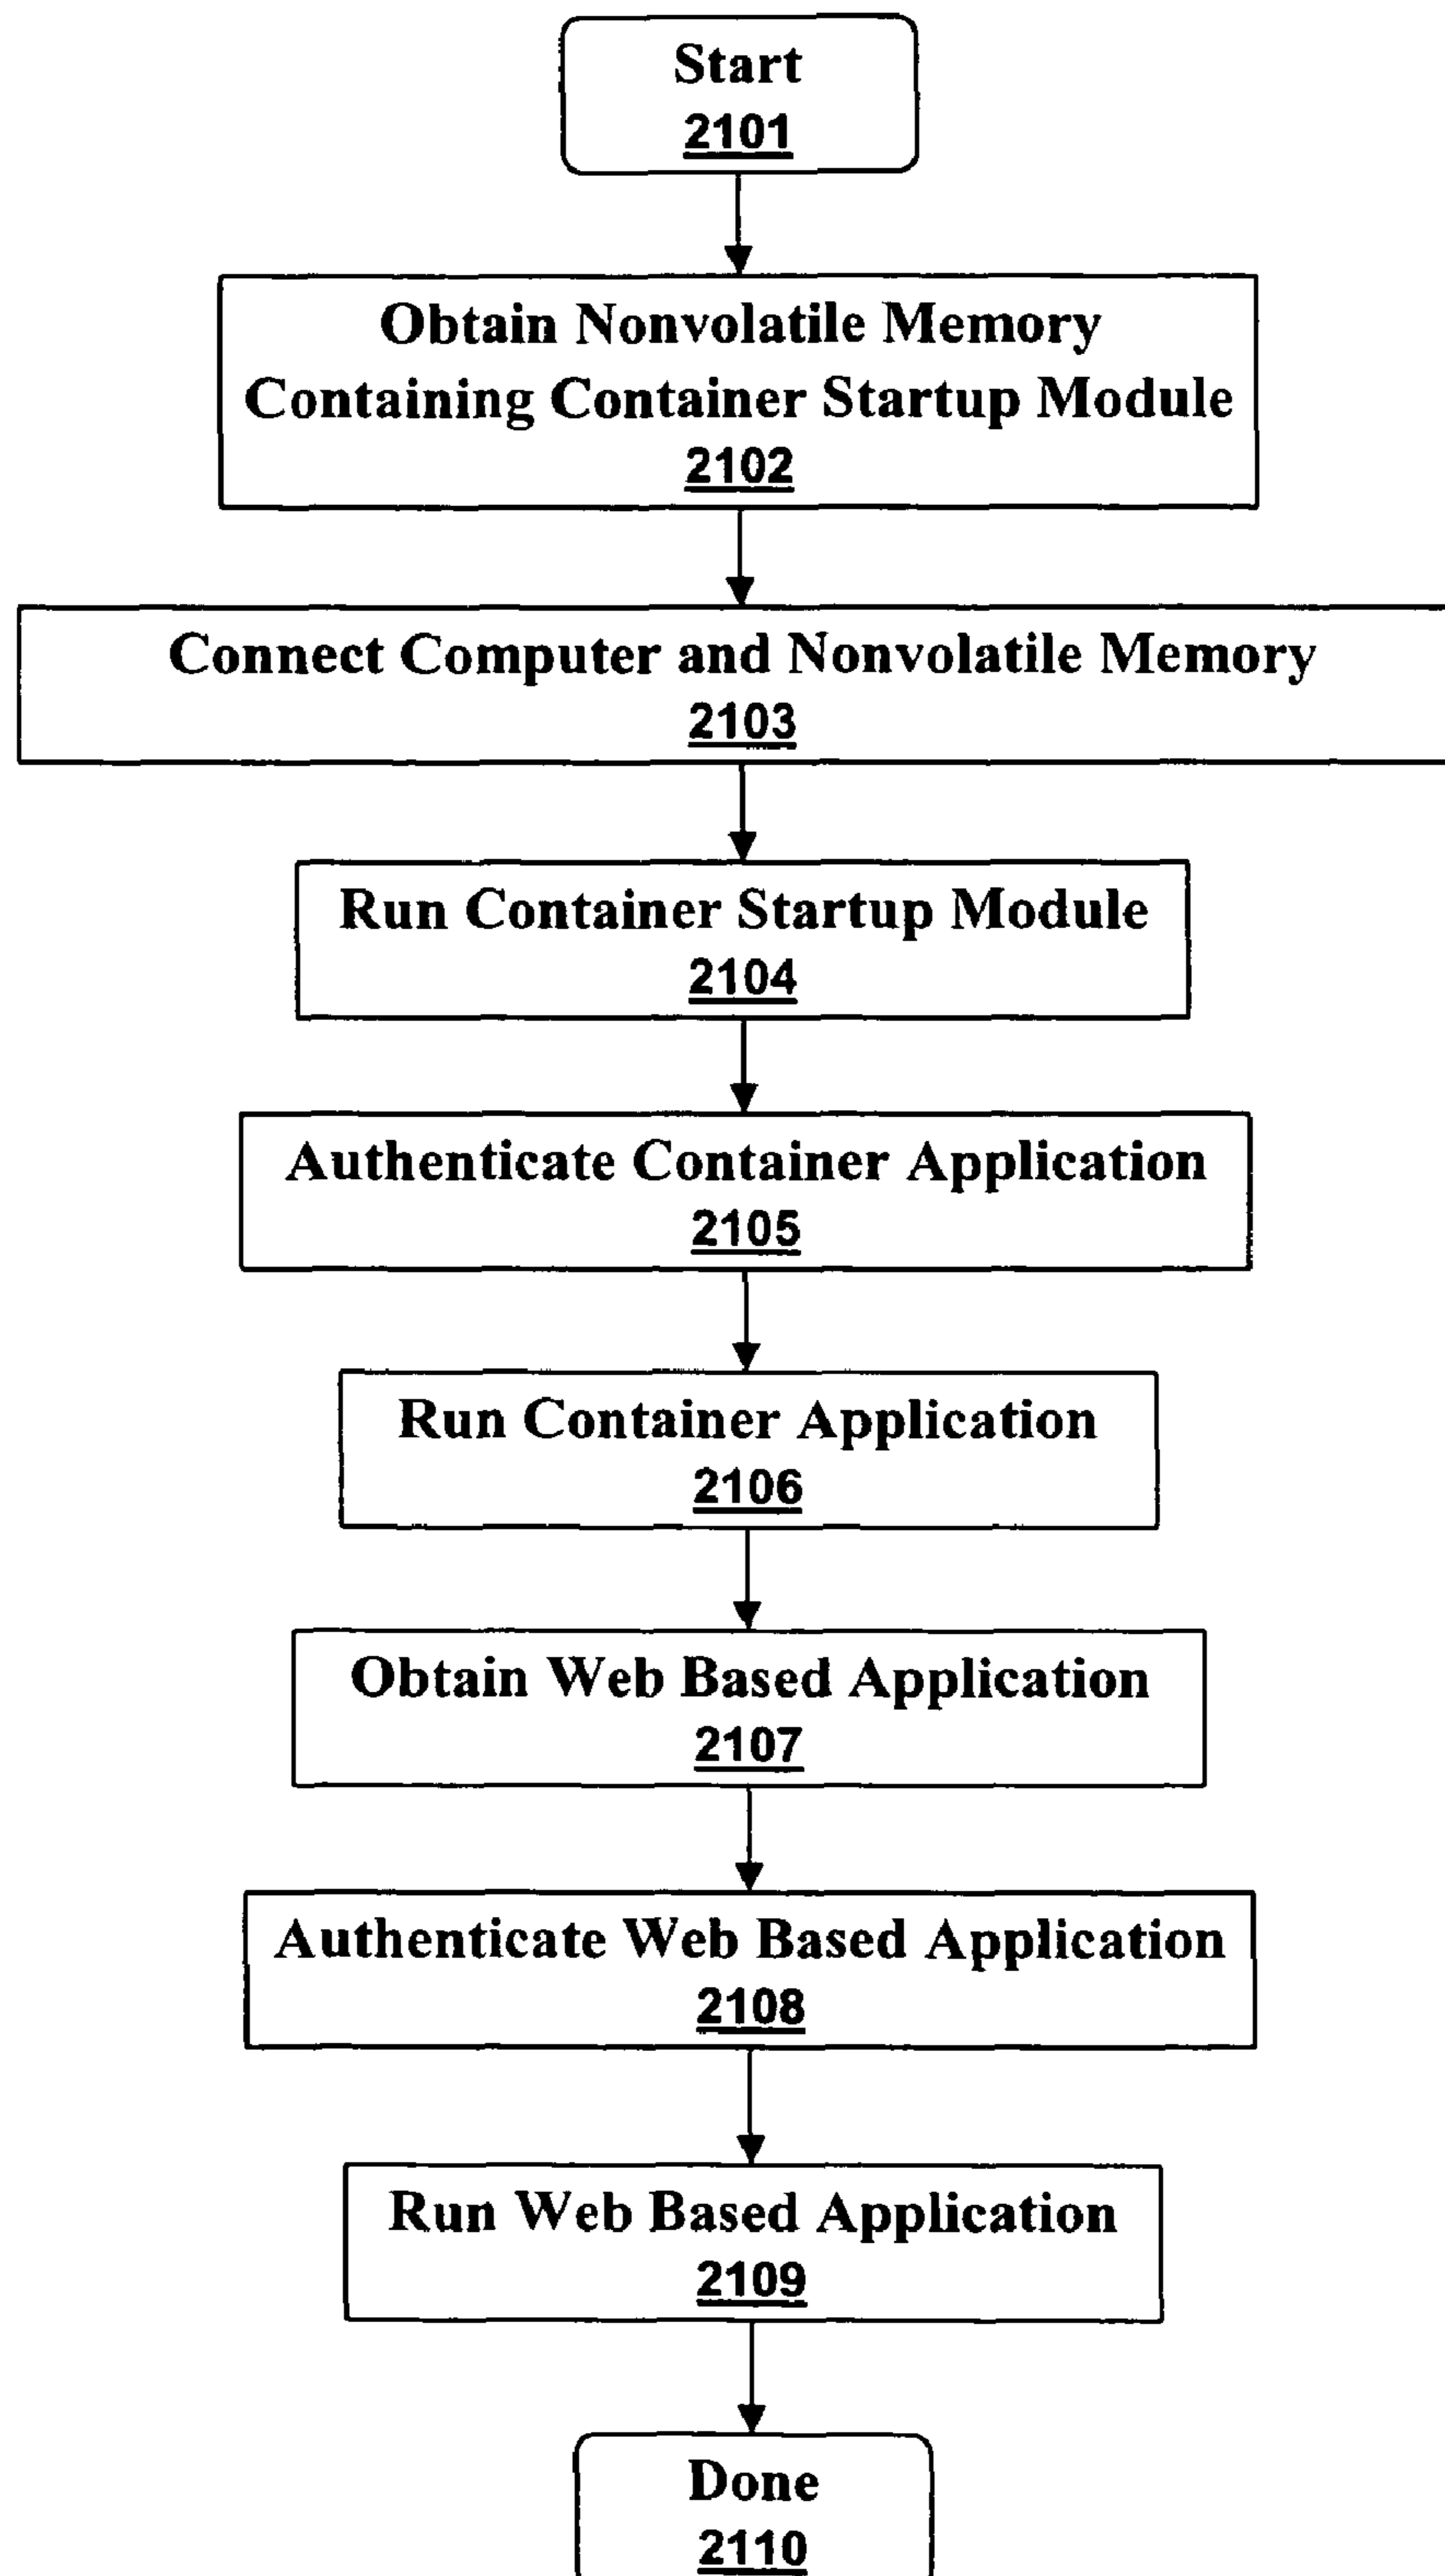 Start
2101
Obtain Nonvolatile Memory
Containing Container Startup Module
2102
Connect Computer and Nonvolatile Memory
2103
Run Container Startup Module
2104
Authenticate Container Application
2105
Run Container Application
2106
Obtain Web Based Application
2107
Authenticate Web Based Application
2108
Run Web Based Application
2109
Done
2110